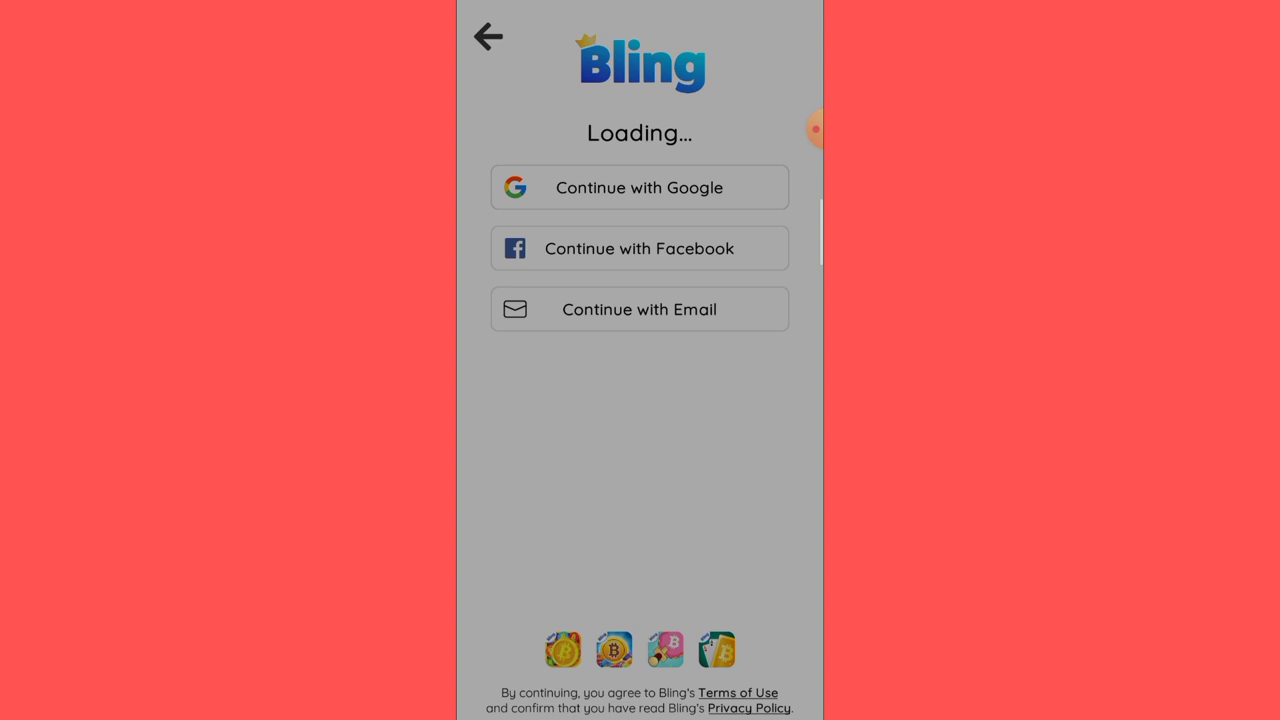 Bling
Loading...
Continue with Google
Continue with Facebook
Continue with Email
By continuing, you agree to Bling's Terms of Use
and confirm that you have read Bling's Privacy Policy.